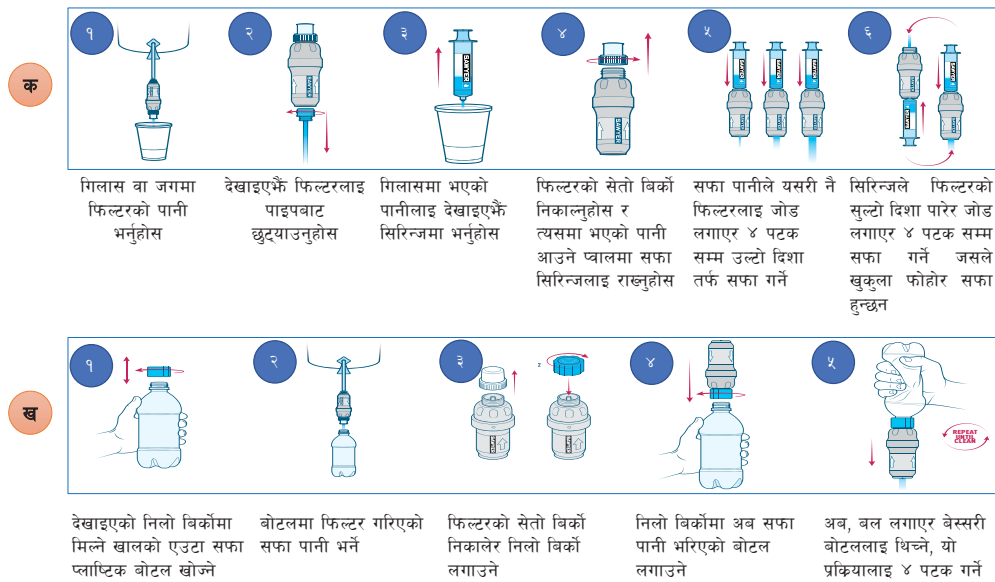 क
१
२
३
४
५
६
SAWYER
गिलास वा जगमा
फिल्टरको पानी
भर्नुहोस
देखाइएझैं फिल्टरलाइ
पाइपबाट
छुट्याउनुहोस
गिलासमा भएको
पानीलाइ देखाइएझैं
सिरिन्जमा भर्नुहोस
फिल्टरको सेतो बिर्को
निकाल्नुहोस र
त्यसमा भएको पानी
आउने प्वालमा सफा
सिरिन्जलाइ राख्नुहोस
सफा पानीले यसरी नै
फिल्टरलाइ जोड
लगाएर ४ पटक
सम्म उल्टो दिशा
तर्फ सफा गर्ने
सिरिन्जले फिल्टरको
सुल्टो दिशा पारेर जोड
लगाएर ४ पटक सम्म
सफा गर्ने जसले
खुकुला फोहोर सफा
हुन्छन
ख
१
२
३
2
४
५
REPEAT
UNTIL
CLEAR
देखाइएको निलो बिर्कोमा
मिल्ने खालको एउटा सफा
प्लाष्टिक बोटल खोज्ने
बोटलमा फिल्टर गरिएको
सफा पानी भर्ने
फिल्टरको सेतो बिर्को
निकालेर निलो बिर्को
लगाउने
निलो बिर्कोमा अब सफा
पानी भरिएको बोटल
लगाउने
अब, बल लगाएर बेस्सरी
बोटललाइ थिच्ने, यो
प्रक्रियालाइ ४ पटक गर्ने